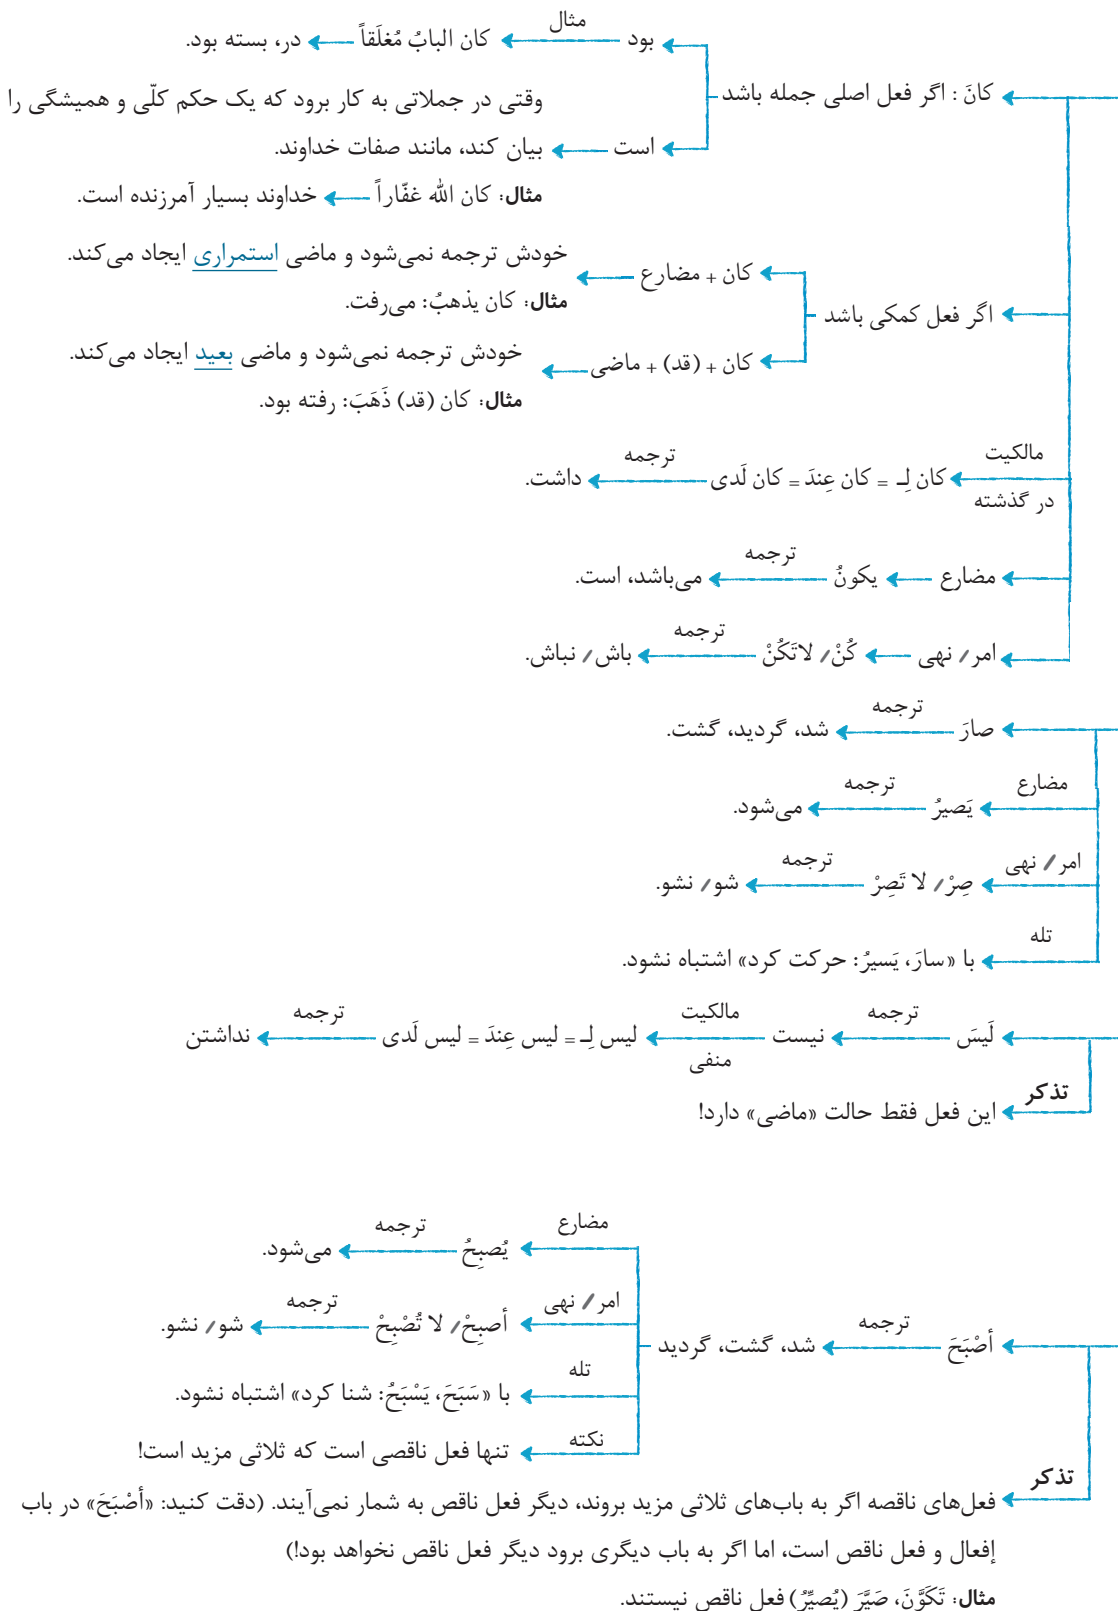 کانَ : اگر فعل اصلی جمله باشد
بود مثال کان البابُ مُغلَقاً در، بسته بود.
است وقتی در جملاتی به کار برود که یک حکم کلّی و همیشگی را
بیان کند، مانند صفات خداوند.
مثال: کان الله غفّاراً خداوند بسیار آمرزنده است.
اگر فعل کمکی باشد
کان + مضارع خودش ترجمه نمی‌شود و ماضی استمراری ایجاد می‌کند.
مثال: کان یذهبُ: می‌رفت.
کان + (قد) + ماضی خودش ترجمه نمی‌شود و ماضی بعید ایجاد می‌کند.
مثال: کان (قد) ذَهَبَ: رفته بود.
مالکیت در گذشته کان لِـ = کان عِندَ = کان لَدی ترجمه داشت.
مضارع یکونُ ترجمه می‌باشد، است.
امر / نهی کُنْ / لاتَکُنْ ترجمه باش / نباش.
صارَ ترجمه شد، گردید، گشت.
مضارع یَصیرُ ترجمه می‌شود.
امر / نهی صِرْ / لا تَصِرْ ترجمه شو / نشو.
تله با «سارَ، یَسیرُ: حرکت کرد» اشتباه نشود.
لَیسَ ترجمه نیست مالکیت منفی لیس لِـ = لیس عِندَ = لیس لَدی ترجمه نداشتن
تذکر این فعل فقط حالت «ماضی» دارد!
أصْبَحَ ترجمه شد، گشت، گردید
مضارع یُصبِحُ ترجمه می‌شود.
امر / نهی أصبِحْ / لا تُصْبِحْ ترجمه شو / نشو.
تله با «سَبَحَ، یَسْبَحُ: شنا کرد» اشتباه نشود.
نکته تنها فعل ناقصی است که ثلاثی مزید است!
تذکر فعل‌های ناقصه اگر به باب‌های ثلاثی مزید بروند، دیگر فعل ناقص به شمار نمی‌آیند. (دقت کنید: «أصْبَحَ» در باب
إفعال و فعل ناقص است، اما اگر به باب دیگری برود دیگر فعل ناقص نخواهد بود!)
مثال: تَکَوَّنَ، صَیَّرَ (یُصیِّرُ) فعل ناقص نیستند.